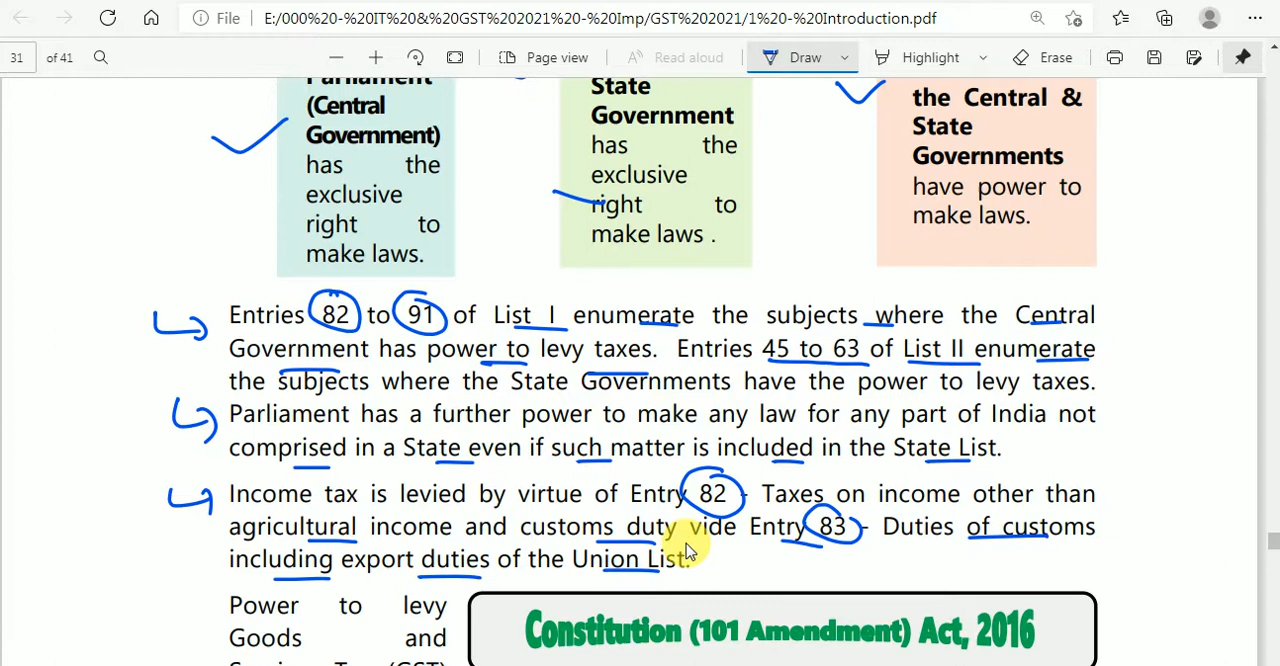 File
E:/000%20-%20IT%20&%20GST%202021%20-%20Imp/GST%202021/1%20-%20Introduction.pdf
31 of 41
Page view
Read aloud
Draw
Highlight
Erase
Parliament
(Central
Government)
has the
exclusive
right to
make laws.
State
Government
has the
exclusive
right to
make laws .
the Central &
State
Governments
have power to
make laws.
Entries 82 to 91 of List I enumerate the subjects where the Central
Government has power to levy taxes. Entries 45 to 63 of List II enumerate
the subjects where the State Governments have the power to levy taxes.
Parliament has a further power to make any law for any part of India not
comprised in a State even if such matter is included in the State List.
Income tax is levied by virtue of Entry 82 - Taxes on income other than
agricultural income and customs duty vide Entry 83 - Duties of customs
including export duties of the Union List.
Power to levy
Goods and
Constitution (101 Amendment) Act, 2016
Tax (GST)